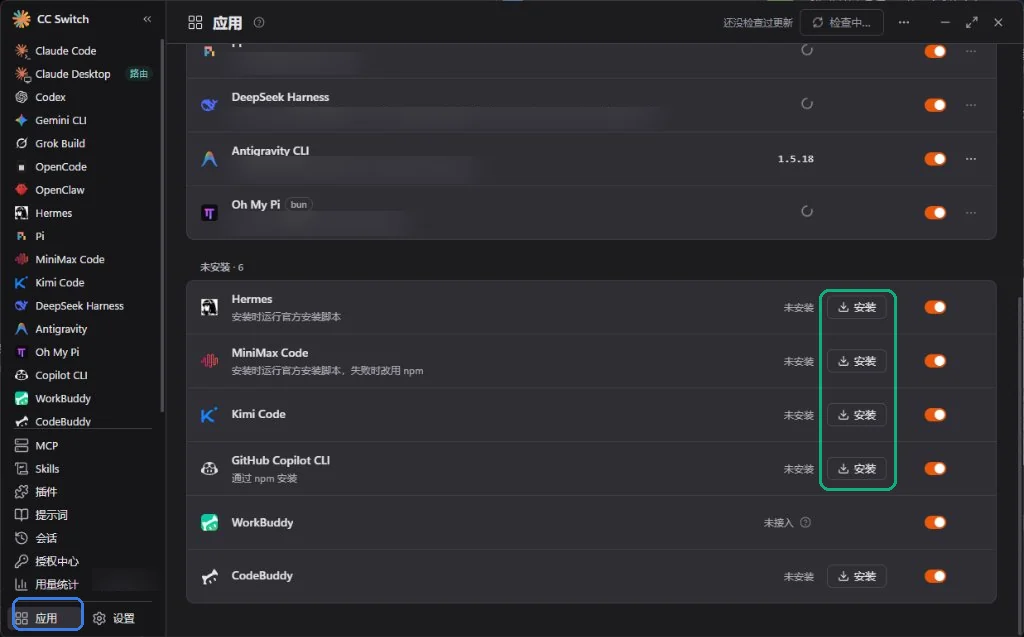 CC Switch
«
Claude Code
Claude Desktop 路由
Codex
Gemini CLI
Grok Build
OpenCode
OpenClaw
Hermes
Pi
MiniMax Code
Kimi Code
DeepSeek Harness
Antigravity
Oh My Pi
Copilot CLI
WorkBuddy
CodeBuddy
MCP
Skills
插件
提示词
会话
授权中心
用量统计
应用
设置
应用
还没检查过更新 检查中...
DeepSeek Harness
Antigravity CLI
1.5.18
Oh My Pi bun
未安装 · 6
Hermes
安装时运行官方安装脚本
未安装 安装
MiniMax Code
安装时运行官方安装脚本，失败时改用 npm
未安装 安装
Kimi Code
未安装 安装
GitHub Copilot CLI
通过 npm 安装
未安装 安装
WorkBuddy
未接入
CodeBuddy
未安装 安装